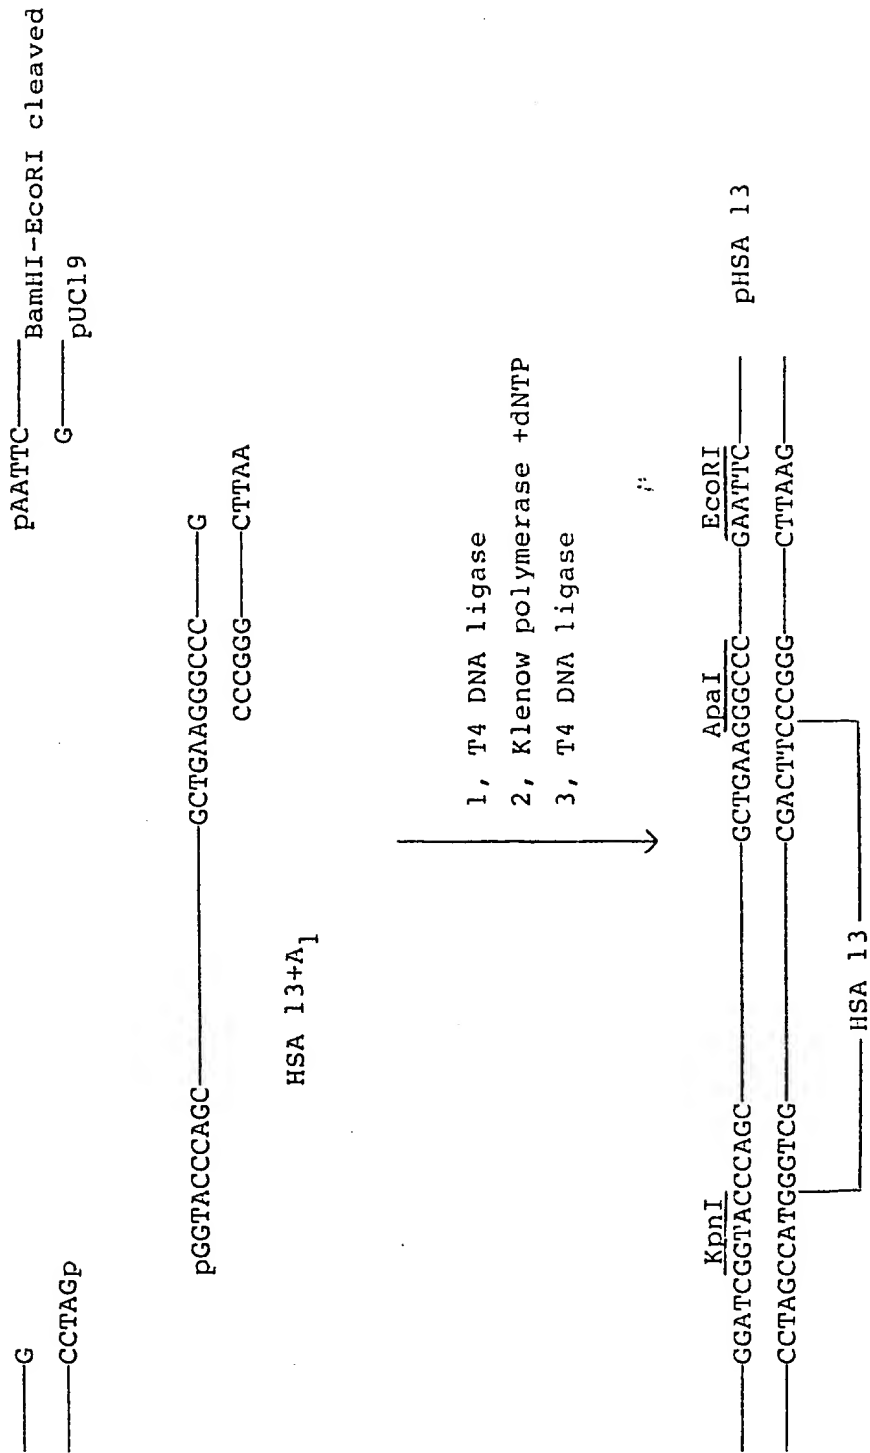 G pAATTC
BamHI-EcoRI cleaved
CCTAGp G
pUC19
pGGTACCCAGC GCTGAAGGGCCC G
CCCGGG CTTAA
HSA 13+A1
1, T4 DNA ligase
2, Klenow polymerase +dNTP
3, T4 DNA ligase
KpnI ApaI EcoRI
GGATCGGTACCCAGC GCTGAAGGGCCC GAATTC
pHSA 13
CCTAGCCATGGGTCG CGACTTCCCGGG CTTAAG
HSA 13